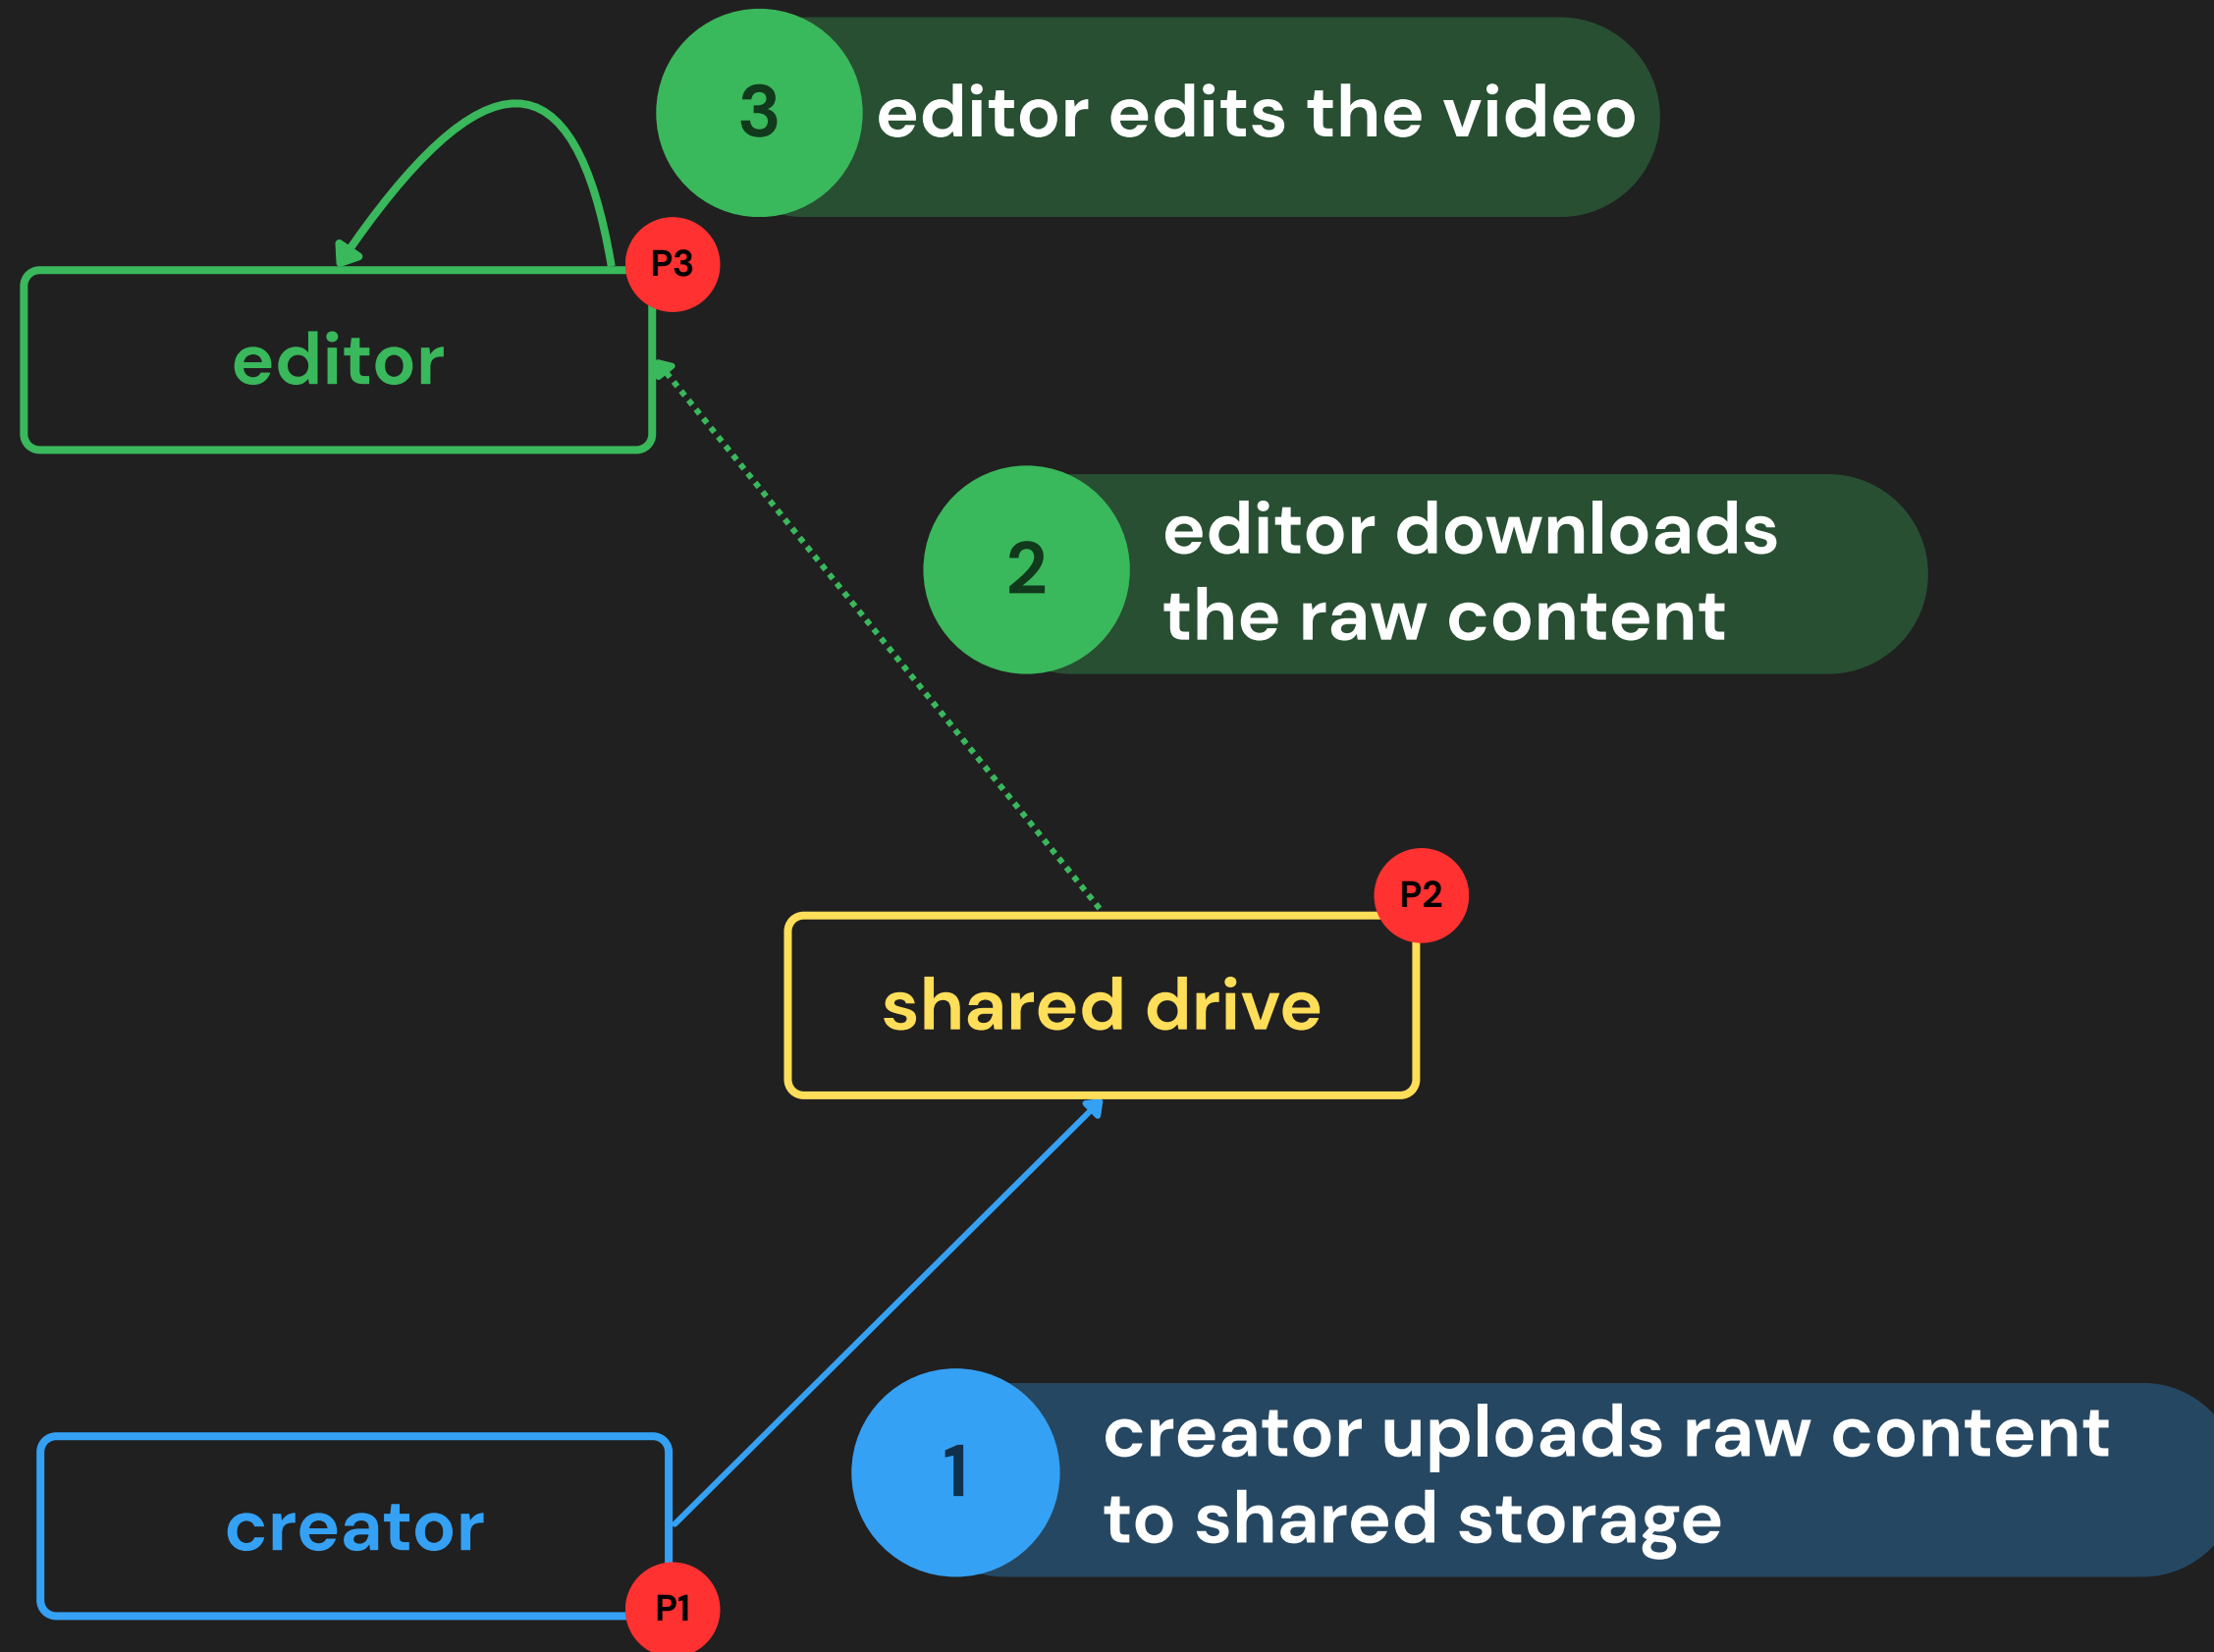 3
editor edits the video
P3
editor
2
editor downloads
the raw content
P2
shared drive
1
creator uploads raw content
to shared storage
creator
P1